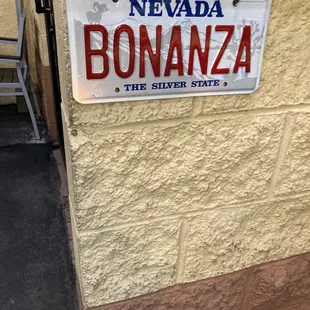 NEVADA
BONANZA
THE SILVER STATE